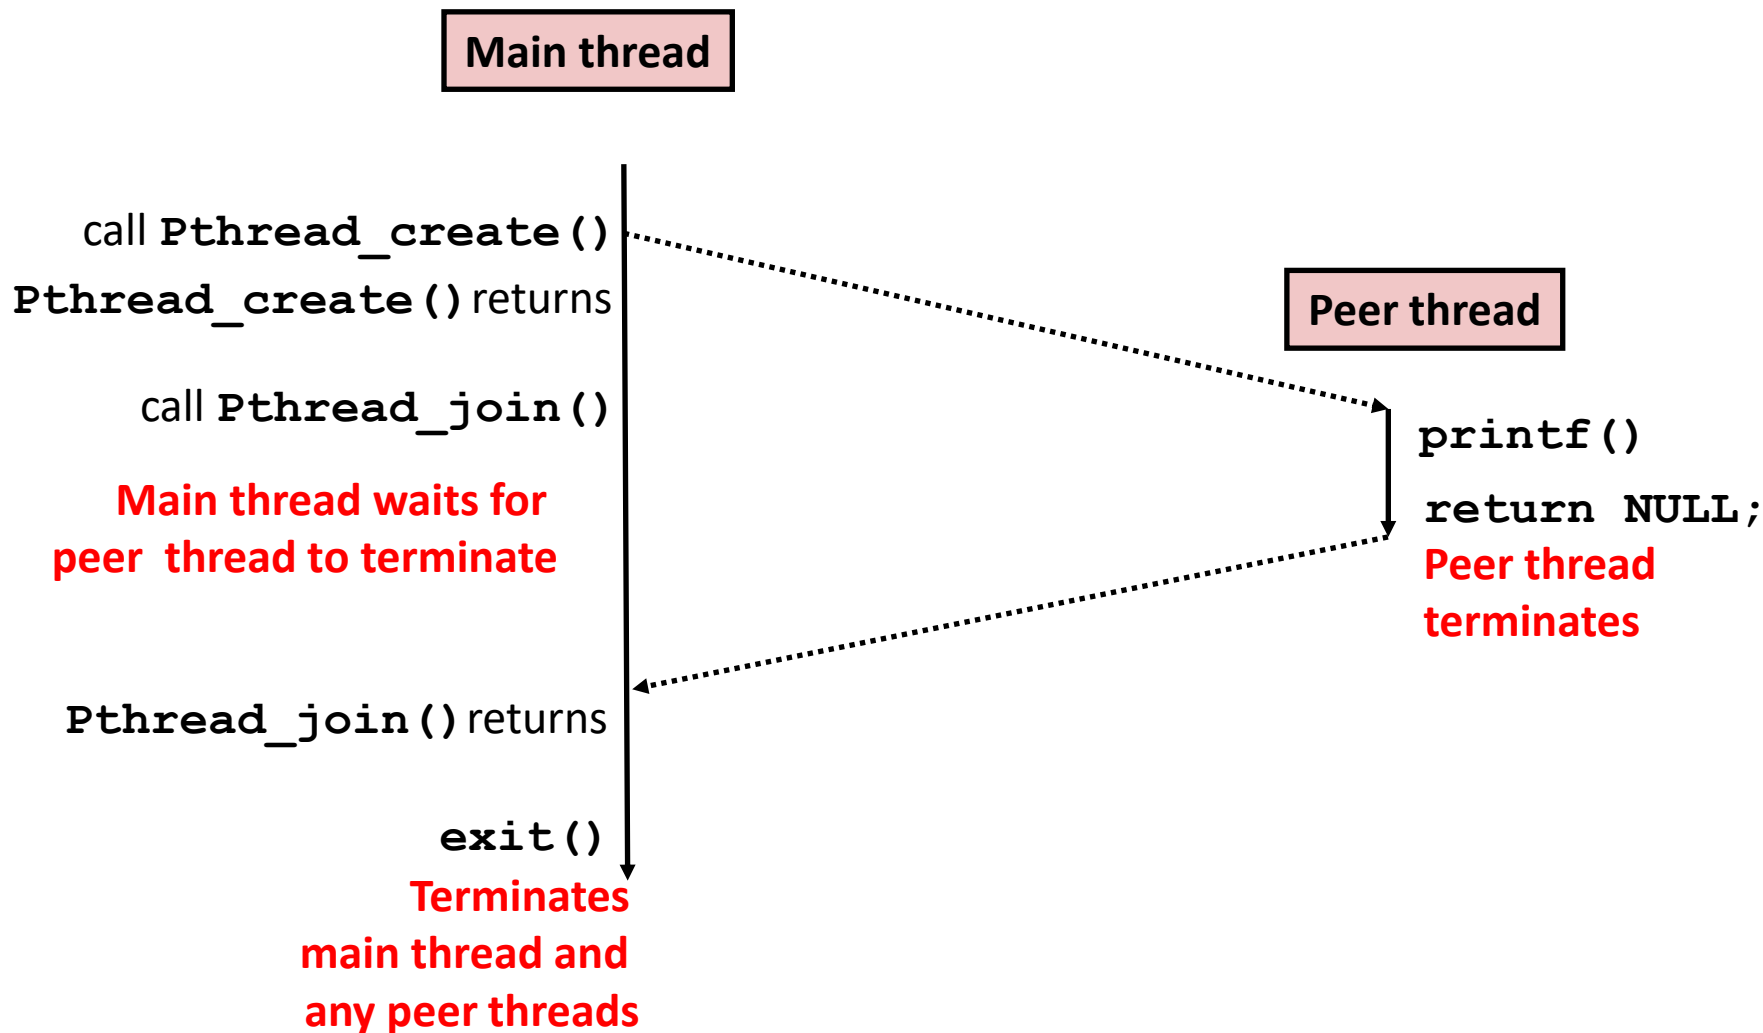 Main thread
call Pthread_create()
Pthread_create() returns
Peer thread
call Pthread_join()
printf()
Main thread waits for
peer thread to terminate
return NULL;
Peer thread
terminates
Pthread_join() returns
exit()
Terminates
main thread and
any peer threads